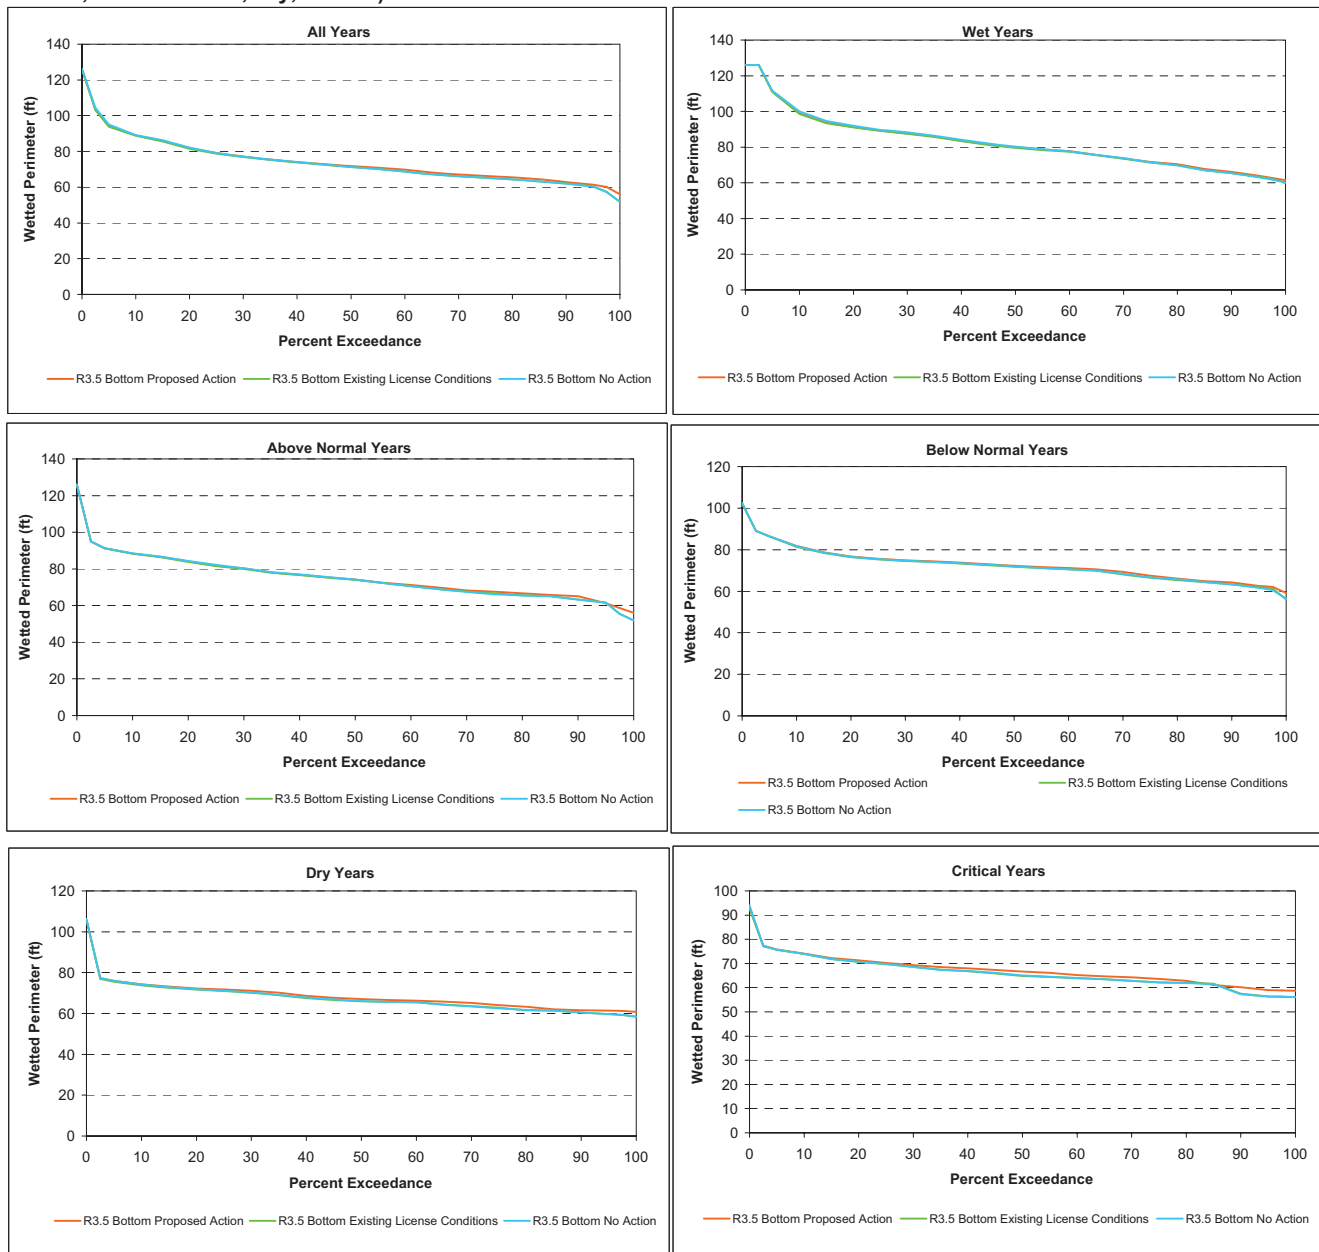 All Years
Wetted Perimeter (ft)
140
120
100
80
60
40
20
0
0 10 20 30 40 50 60 70 80 90 100
Percent Exceedance
R3.5 Bottom Proposed Action R3.5 Bottom Existing License Conditions R3.5 Bottom No Action
Wet Years
Wetted Perimeter (ft)
140
120
100
80
60
40
20
0
0 10 20 30 40 50 60 70 80 90 100
Percent Exceedance
R3.5 Bottom Proposed Action R3.5 Bottom Existing License Conditions R3.5 Bottom No Action
Above Normal Years
Wetted Perimeter (ft)
140
120
100
80
60
40
20
0
0 10 20 30 40 50 60 70 80 90 100
Percent Exceedance
R3.5 Bottom Proposed Action R3.5 Bottom Existing License Conditions R3.5 Bottom No Action
Below Normal Years
Wetted Perimeter (ft)
120
100
80
60
40
20
0
0 10 20 30 40 50 60 70 80 90 100
Percent Exceedance
R3.5 Bottom Proposed Action R3.5 Bottom Existing License Conditions
R3.5 Bottom No Action
Dry Years
Wetted Perimeter (ft)
120
100
80
60
40
20
0
0 10 20 30 40 50 60 70 80 90 100
Percent Exceedance
R3.5 Bottom Proposed Action R3.5 Bottom Existing License Conditions R3.5 Bottom No Action
Critical Years
Wetted Perimeter (ft)
100
90
80
70
60
50
40
30
20
10
0
0 10 20 30 40 50 60 70 80 90 100
Percent Exceedance
R3.5 Bottom Proposed Action R3.5 Bottom Existing License Conditions R3.5 Bottom No Action